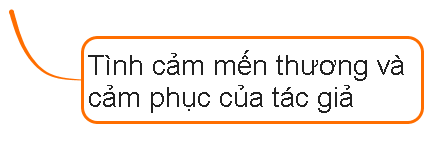 Tình cảm mến thương và
cảm phục của tác giả